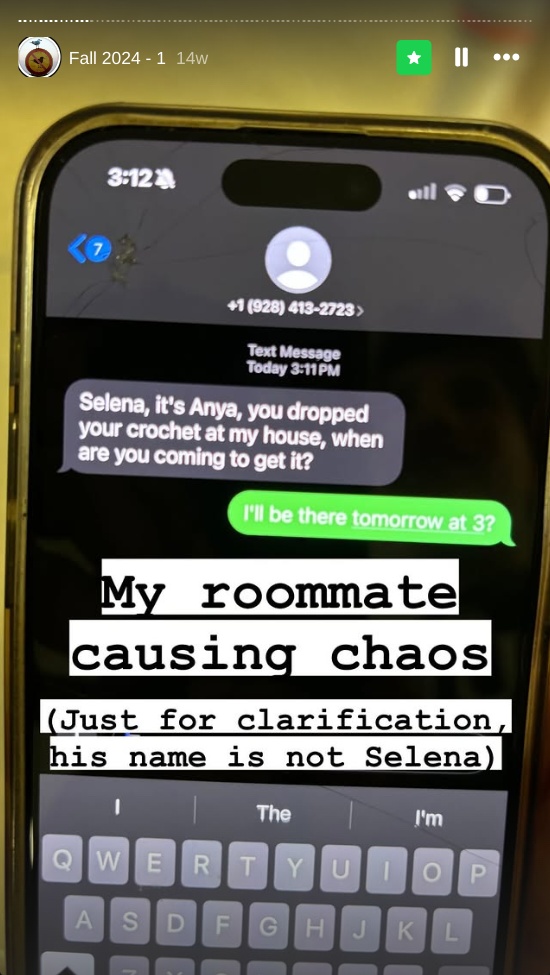 Fall 2024 - 1 14w
3:12
7
+1 (928) 413-2723 >
Text Message
Today 3:11 PM
Selena, it's Anya, you dropped
your crochet at my house, when
are you coming to get it?
I'll be there tomorrow at 3?
My roommate
causing chaos
(Just for clarification,
his name is not Selena)
I The I'm
Q W E R T Y U I O P
A S D F G H J K L